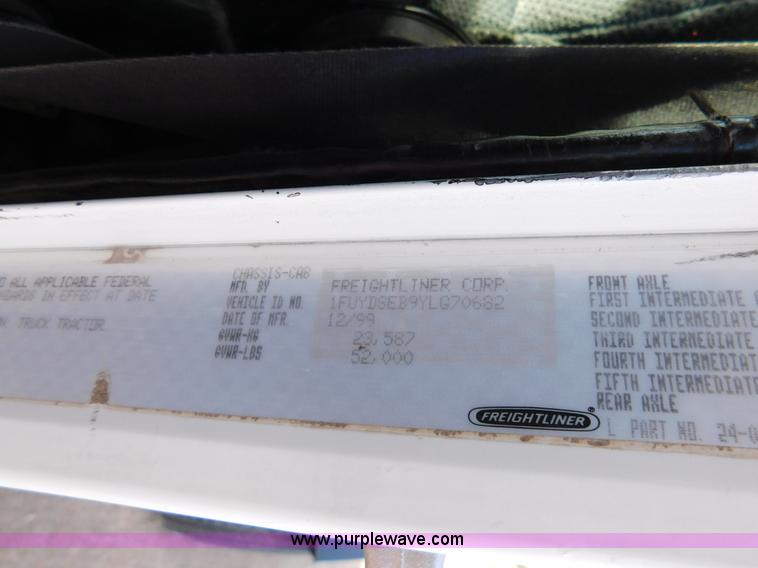 O ALL APPLICABLE FEDERAL
NDARDS IN EFFECT AT DATE
TRUCK TRACTOR
CHASSIS-CAB
MFD. BY FREIGHTLINER CORP.
VEHICLE ID NO. 1FUYDSEB9YLG70682
DATE OF MFR. 12/99
GVWR-KG 23,587
GVWR-LBS 52,000
FRONT AXLE
FIRST INTERMEDIATE A
SECOND INTERMEDIATE
THIRD INTERMEDIATE
FOURTH INTERMEDIATE
FIFTH INTERMEDIATE
REAR AXLE
FREIGHTLINER®
L PART NO. 24-0
www.purplewave.com